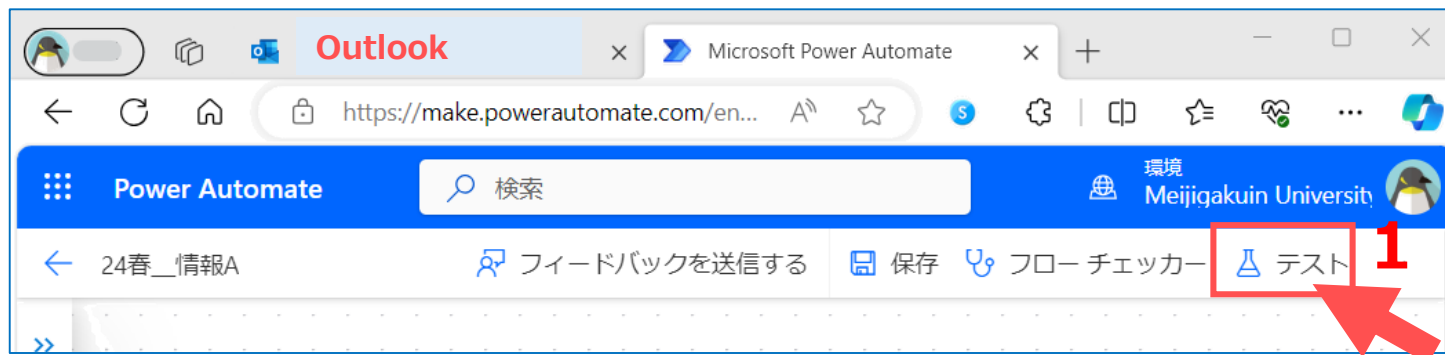 Outlook
Microsoft Power Automate
https://make.powerautomate.com/en...
A
S
Power Automate
検索
環境
Meijigakuin University
24春__情報A
フィードバックを送信する
保存
フロー チェッカー
テスト
1